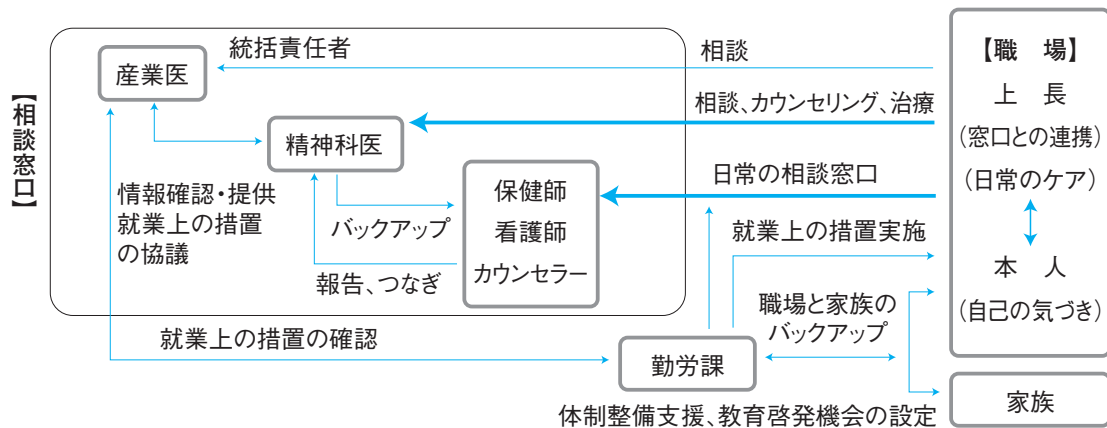 【相談窓口】
統括責任者
産業医
精神科医
情報確認・提供
就業上の措置
の協議
バックアップ
報告、つなぎ
保健師
看護師
カウンセラー
相談
相談、カウンセリング、治療
日常の相談窓口
就業上の措置実施
【職　場】
上　長
(窓口との連携)
(日常のケア)
本　人
(自己の気づき)
職場と家族の
バックアップ
就業上の措置の確認
勤労課
体制整備支援、教育啓発機会の設定
家族